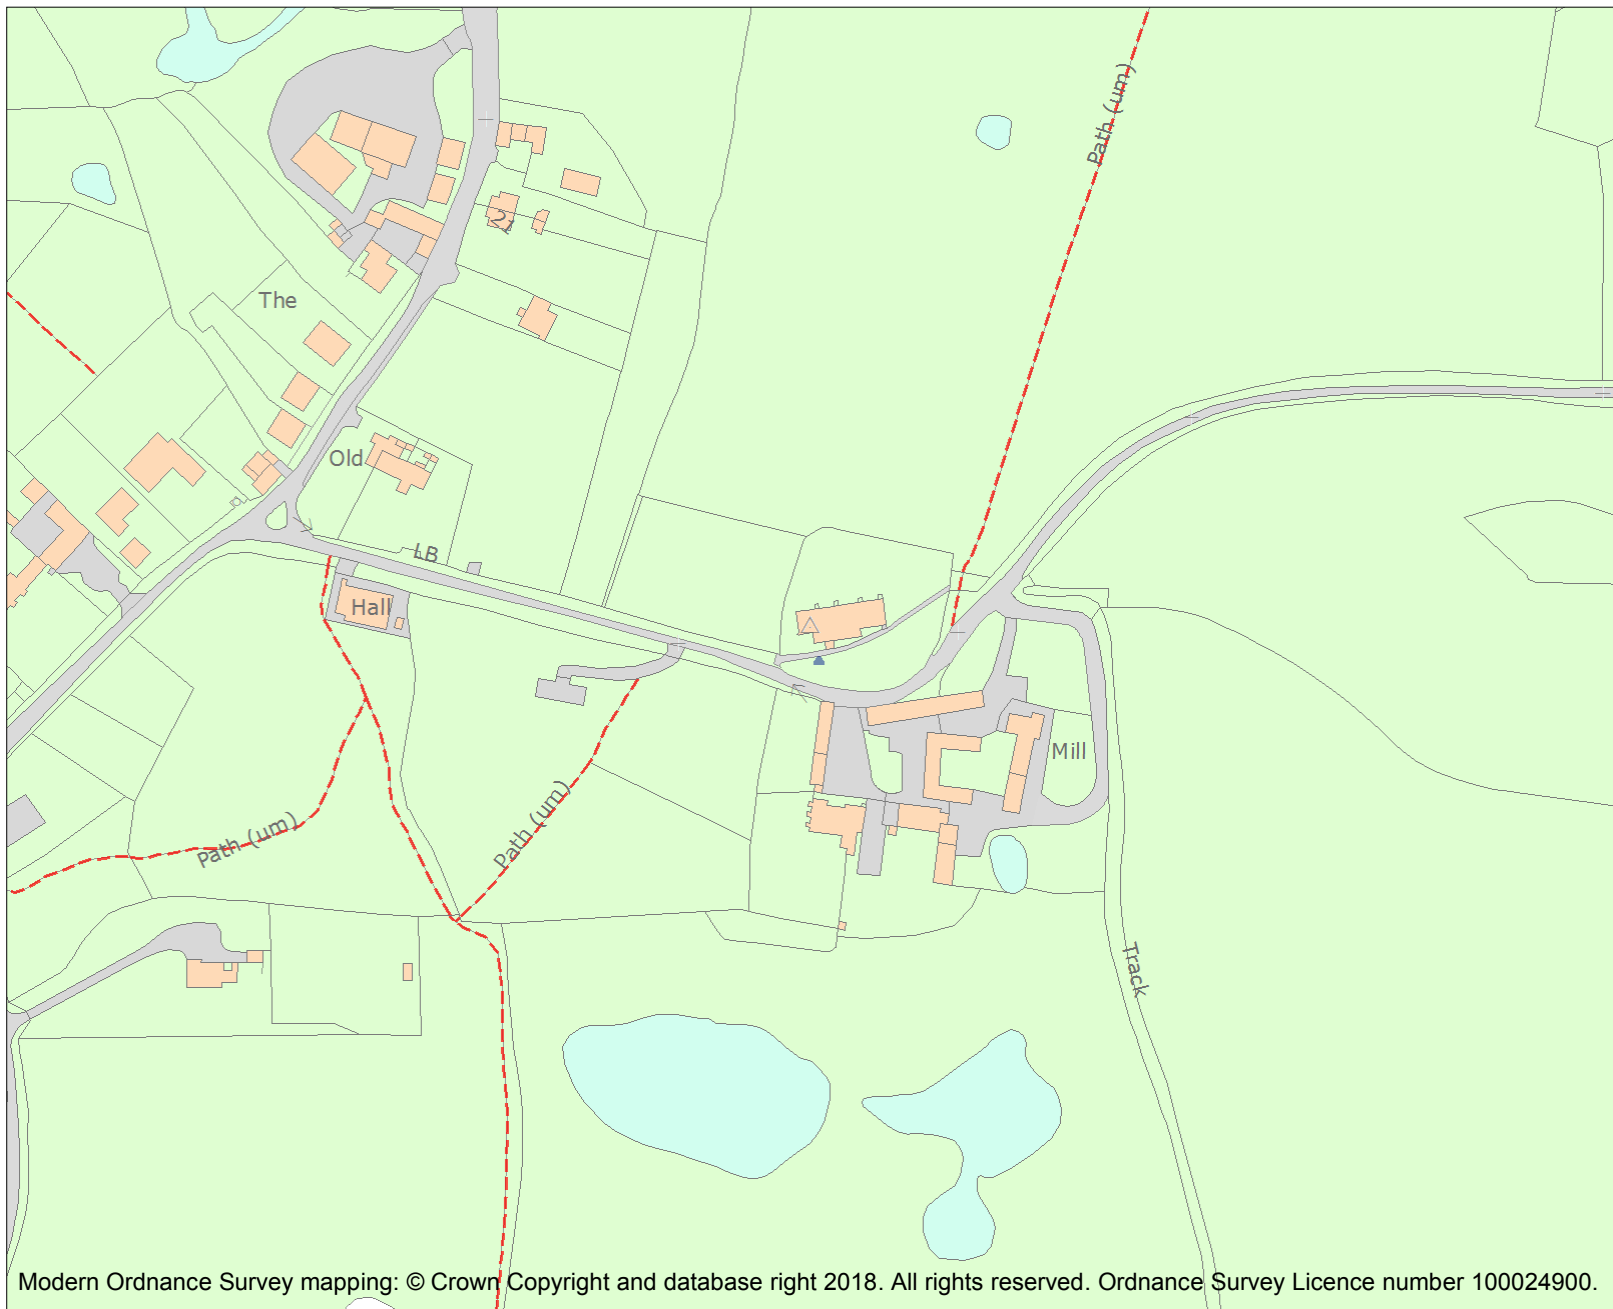 Path (um)
21
The
Old
LB
Hall
Mill
Path (um)
Path (um)
Track
Modern Ordnance Survey mapping: © Crown Copyright and database right 2018. All rights reserved. Ordnance Survey Licence number 100024900.